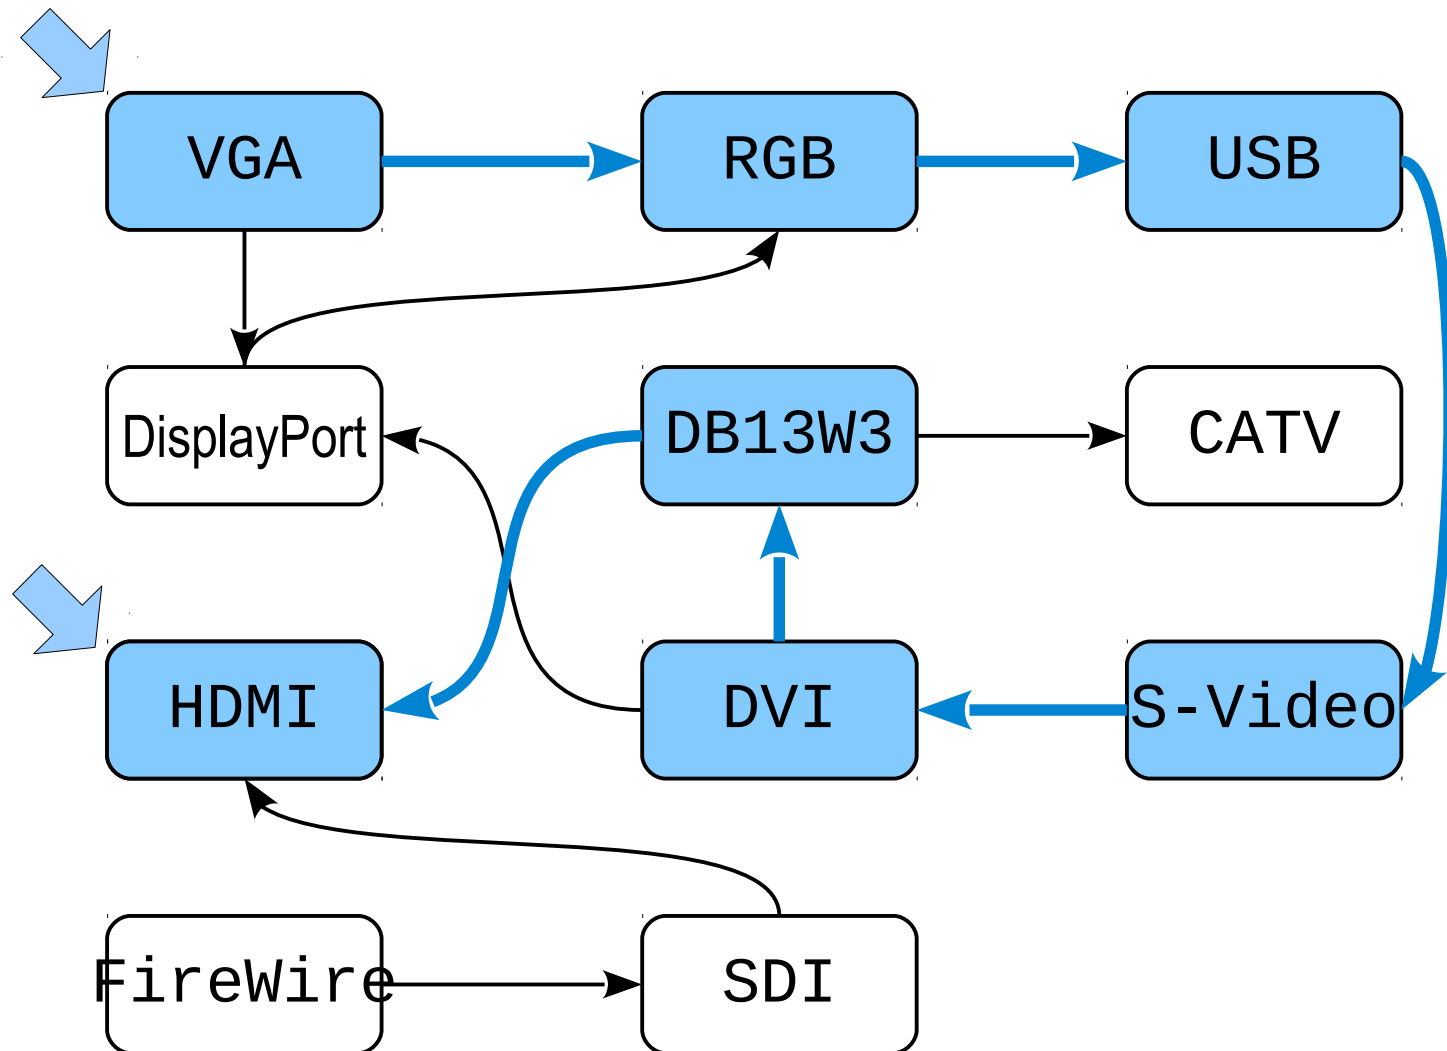 VGA
RGB
USB
DisplayPort
DB13W3
CATV
HDMI
DVI
S-Video
FireWire
SDI